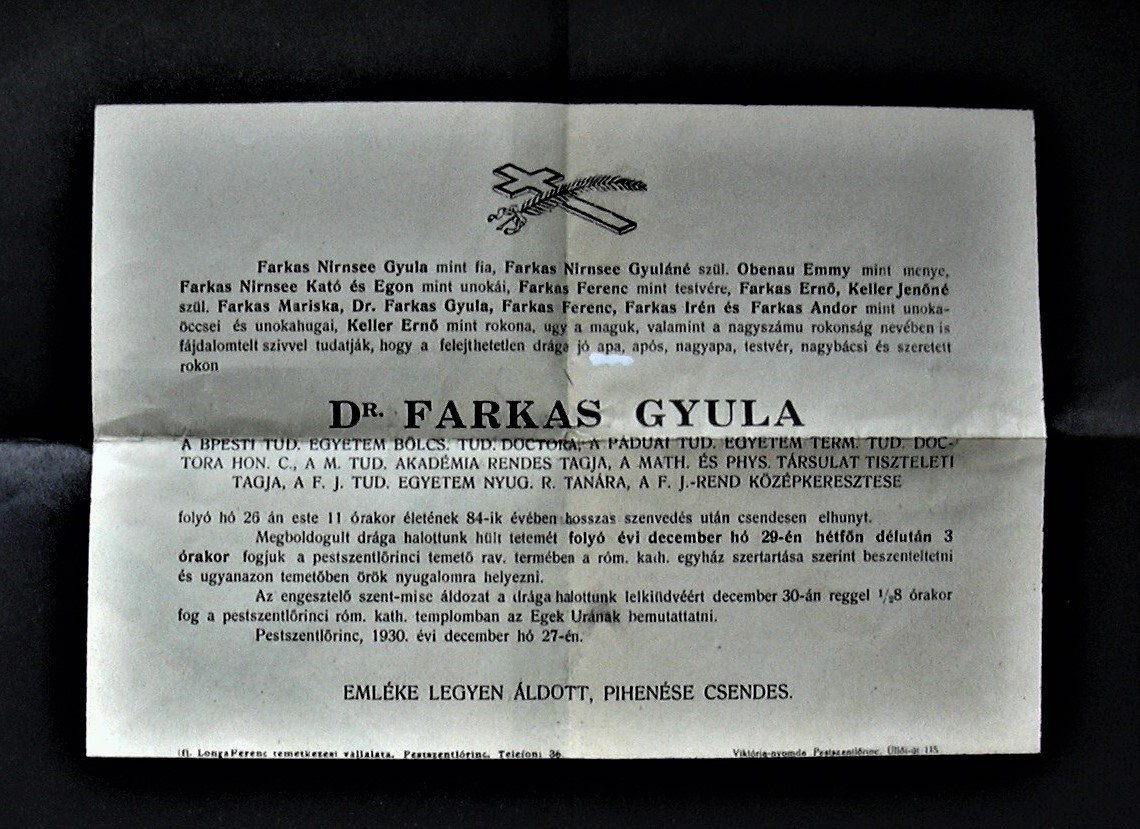 Farkas Nirnsee Gyula mint fia, Farkas Nirnsee Gyuláné szül. Obenau Emmy mint menye,
Farkas Nirnsee Kató és Egon mint unokái, Farkas Ferenc mint testvére, Farkas Ernő, Keller Jenőné
szül. Farkas Mariska, Dr. Farkas Gyula, Farkas Ferenc, Farkas Irén és Farkas Andor mint unoka-
öccsei és unokahugai, Keller Ernő mint rokona, ugy a maguk, valamint a nagyszámu rokonság nevében is
fájdalomtelt szivvel tudatják, hogy a felejthetetlen drága jó apa, após, nagyapa, testvér, nagybácsi és szeretett
rokon
DR. FARKAS GYULA
A BPESTI TUD. EGYETEM BÖLCS. TUD. DOCTORA, A PÁDUAI TUD. EGYETEM TERM. TUD. DOC-
TORA HON. C., A M. TUD. AKADÉMIA RENDES TAGJA, A MATH. ÉS PHYS. TÁRSULAT TISZTELETI
TAGJA, A F. J. TUD. EGYETEM NYUG. R. TANÁRA, A F. J.-REND KÖZÉPKERESZTESE
folyó hó 26 án este 11 órakor életének 84-ik évében hosszas szenvedés után csendesen elhunyt.
Megboldogult drága halottunk hült tetemét folyó évi december hó 29-én hétfőn délután 3
órakor fogjuk a pestszentlőrinci temető rav. termében a róm. kath. egyház szertartása szerint beszenteltetni
és ugyanazon temetőben örök nyugalomra helyezni.
Az engesztelő szent-mise áldozat a drága halottunk lelkiüdvéért december 30-án reggel 1/28 órakor
fog a pestszentlőrinci róm. kath. templomban az Egek Urának bemutattatni.
Pestszentlőrinc, 1930. évi december hó 27-én.
EMLÉKE LEGYEN ÁLDOTT, PIHENÉSE CSENDES.
Ifj. Longa Ferenc temetkezési vállalata, Pestszentlőrinc. Telefon: 36.
Viktória-nyomda Pestszentlőrinc, Üllői-út 115